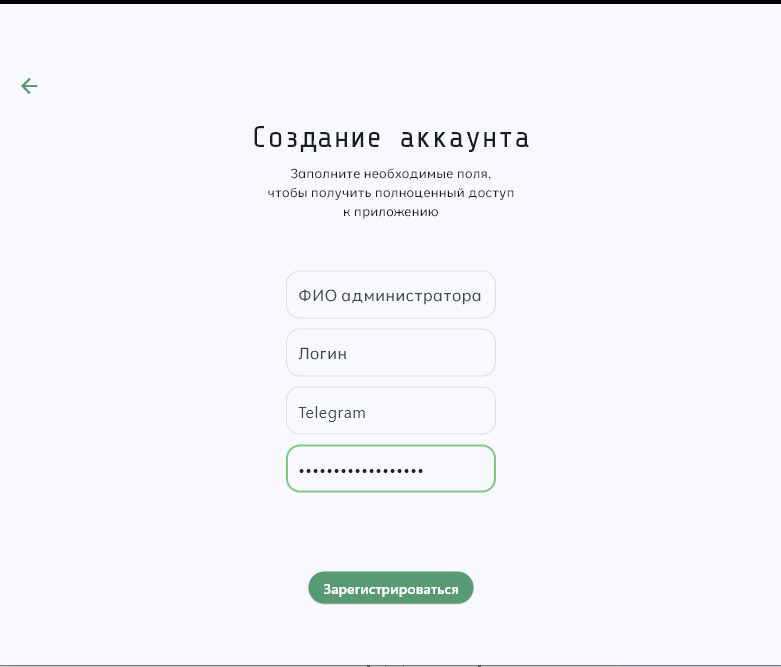 Создание аккаунта
Заполните необходимые поля,
чтобы получить полноценный доступ
к приложению
ФИО администратора
Логин
Telegram
••••••••••••••••••
Зарегистрироваться